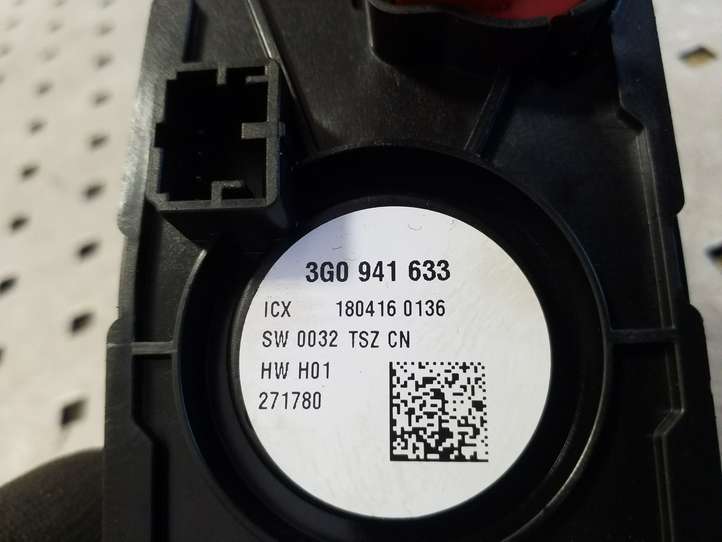 3G0 941 633
ICX 180416 0136
SW 0032 TSZ CN
HW H01
271780